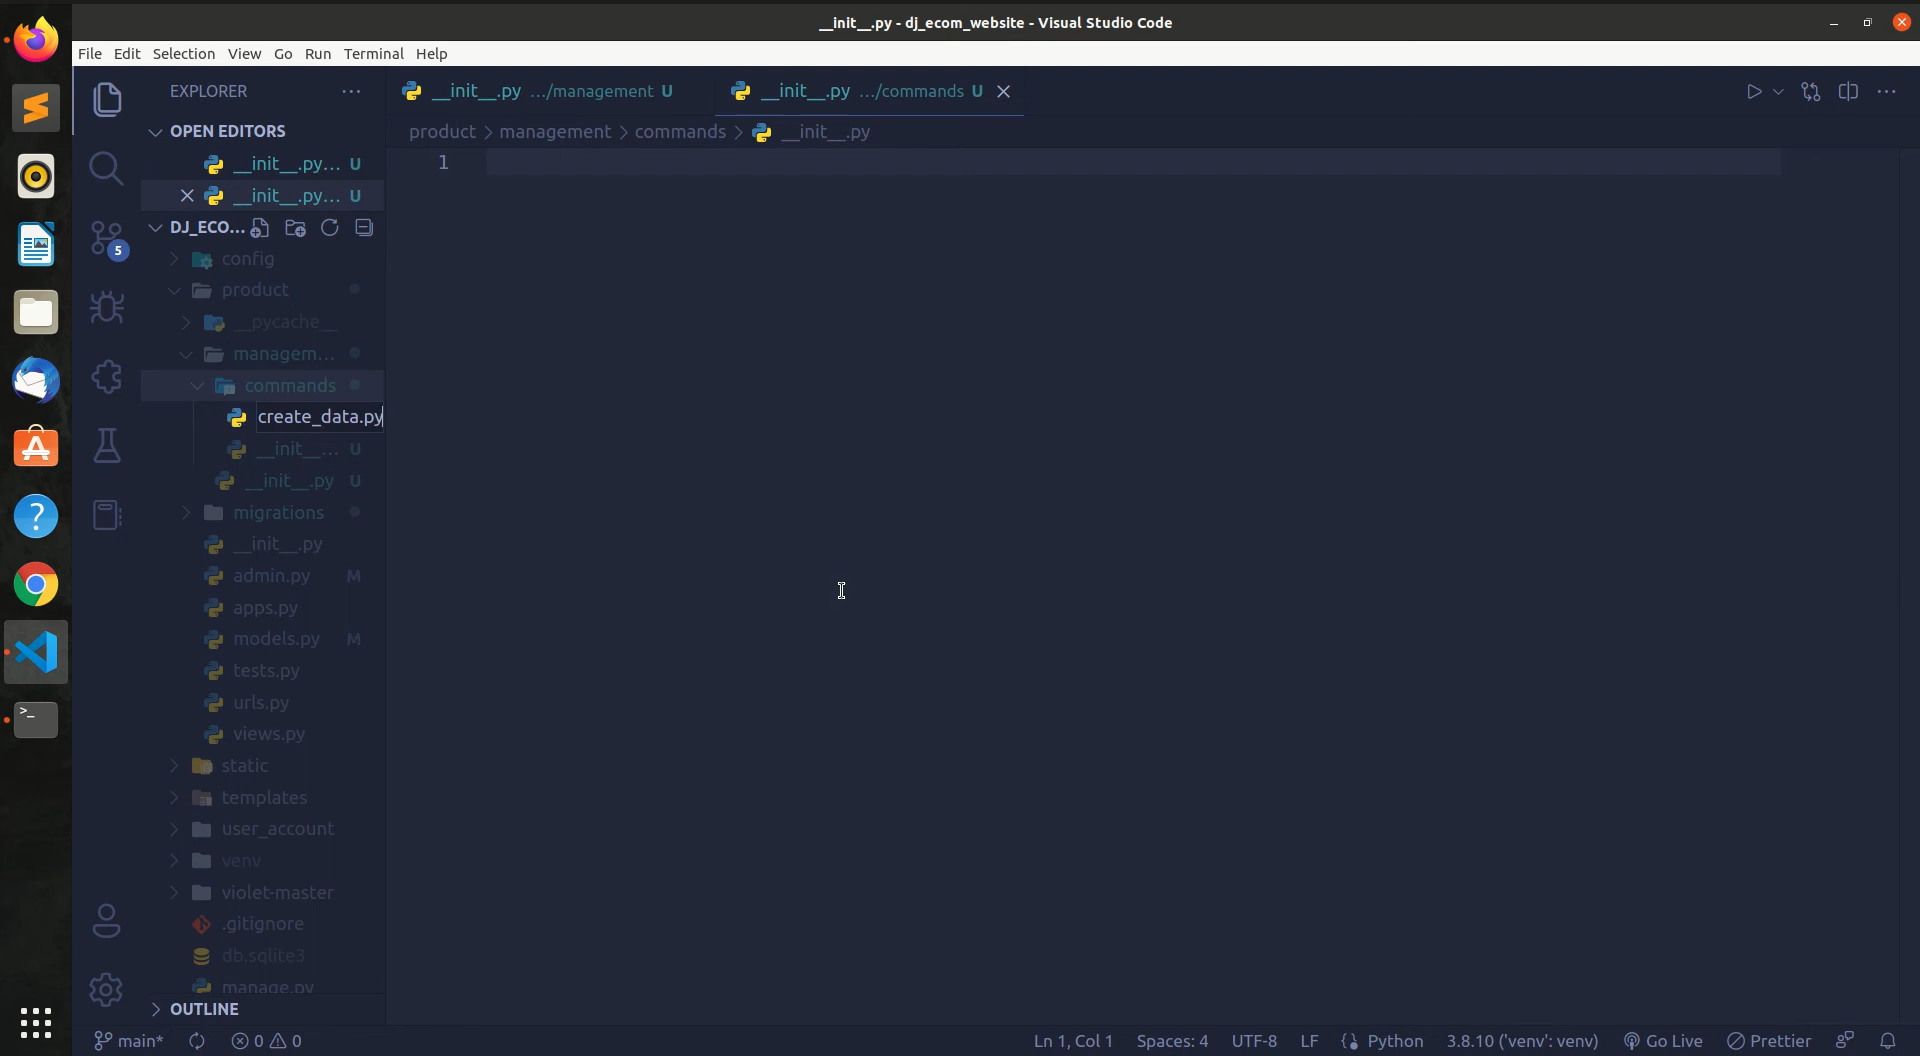 __init__.py - dj_ecom_website - Visual Studio Code
File Edit Selection View Go Run Terminal Help
EXPLORER
OPEN EDITORS
__init__.py... U
__init__.py... U
DJ_ECO...
config
product
__pycache__
managem...
commands
create_data.py
__init__... U
__init__.py U
migrations
__init__.py
admin.py M
apps.py
models.py M
tests.py
urls.py
views.py
static
templates
user_account
venv
violet-master
.gitignore
db.sqlite3
manage.py
OUTLINE
5
__init__.py .../management U
__init__.py .../commands U
product > management > commands > __init__.py
1
main* 0 0 Ln 1, Col 1 Spaces: 4 UTF-8 LF Python 3.8.10 ('venv': venv) Go Live Prettier